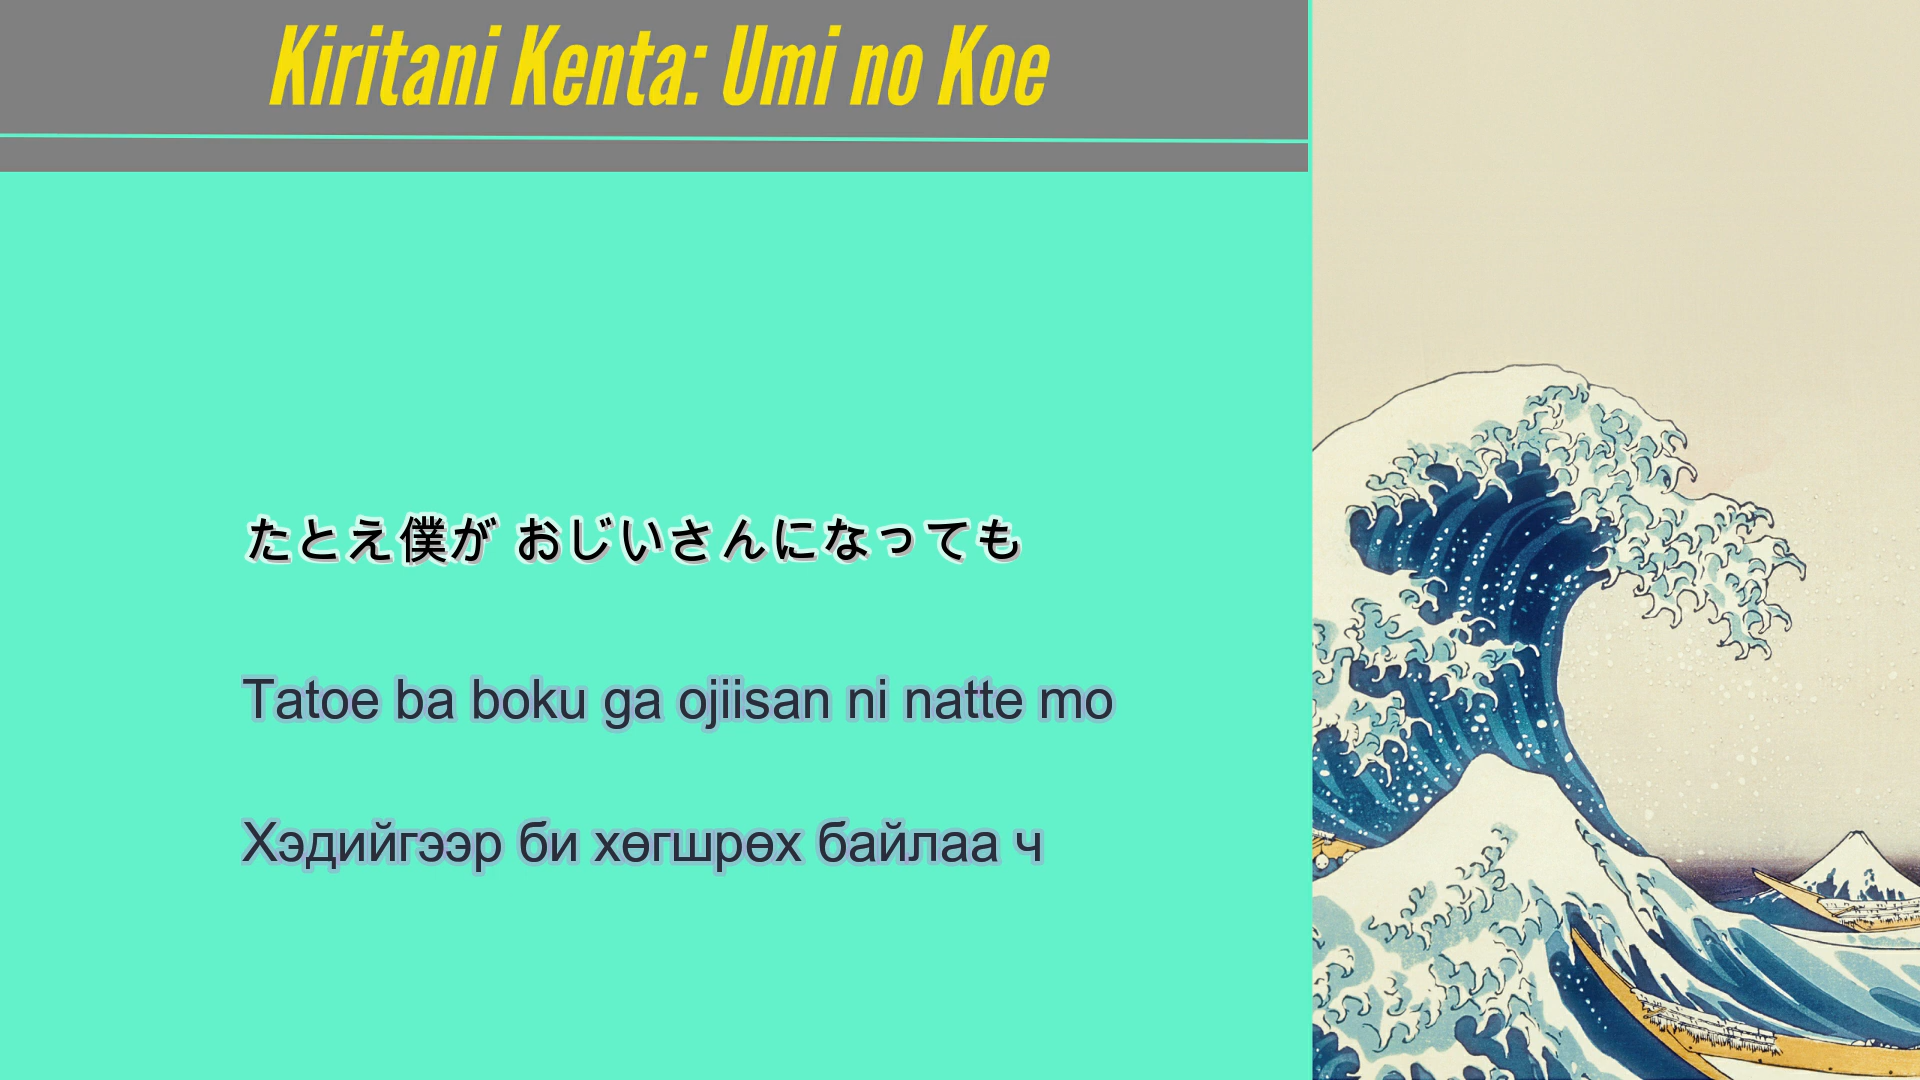 Kiritani Kenta: Umi no Koe
たとえ僕が おじいさんになっても
Tatoe ba boku ga ojiisan ni natte mo
Хэдийгээр би хөгшрөх байлаа ч